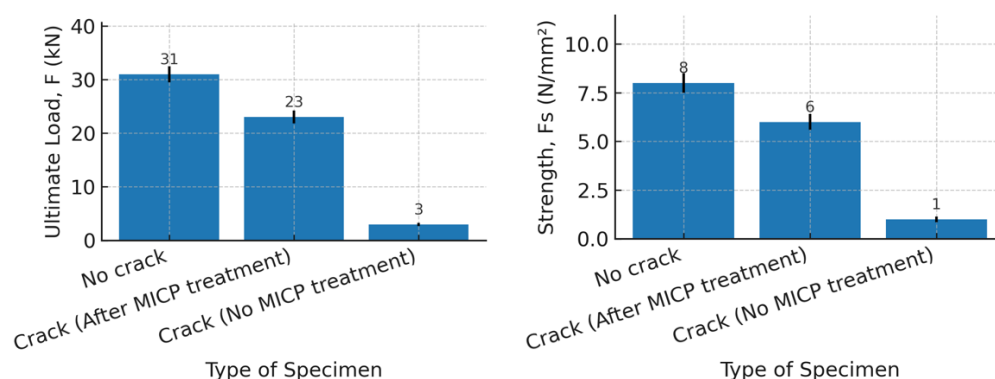 Ultimate Load, F (kN)
40
30
20
10
0
31
23
3
No crack
Crack (After MICP treatment)
Crack (No MICP treatment)
Type of Specimen
Strength, Fs (N/mm²)
10.0
7.5
5.0
2.5
0.0
8
6
1
No crack
Crack (After MICP treatment)
Crack (No MICP treatment)
Type of Specimen